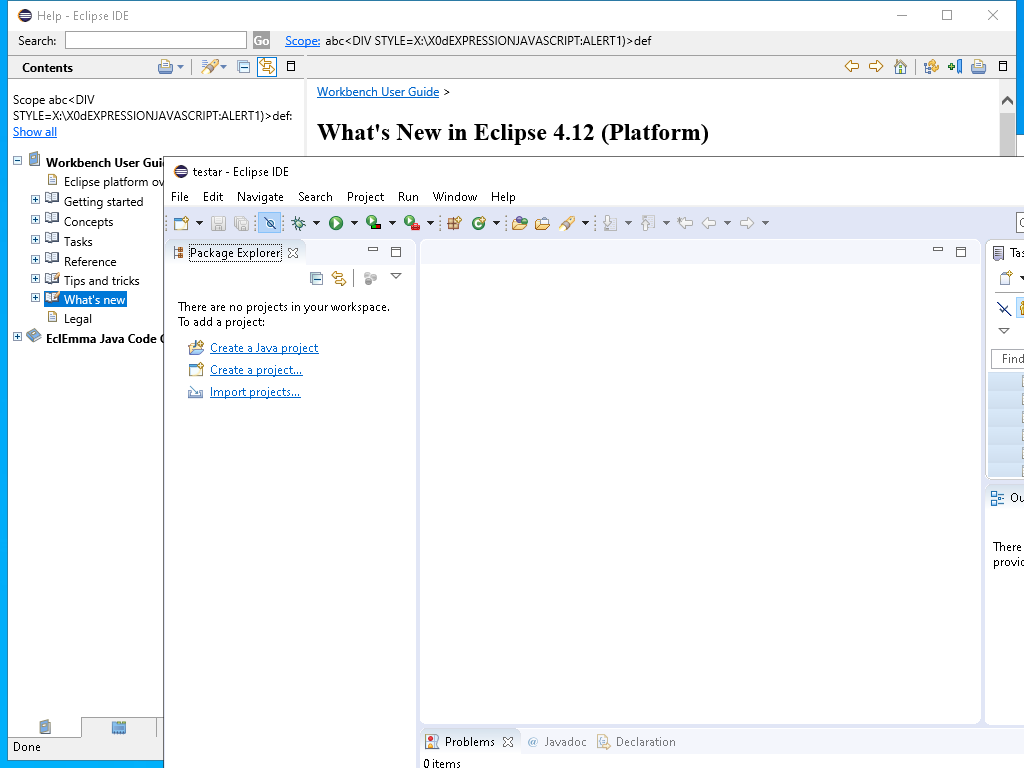 Help - Eclipse IDE
Search:
Go
Scope: abc<DIV STYLE=X:\X0dEXPRESSIONJAVASCRIPT:ALERT1)>def
Contents
Scope abc<DIV
STYLE=X:\X0dEXPRESSIONJAVASCRIPT:ALERT1)>def:
Show all
Workbench User Guide >
What's New in Eclipse 4.12 (Platform)
Workbench User Gui
Eclipse platform ov
Getting started
Concepts
Tasks
Reference
Tips and tricks
What's new
Legal
EclEmma Java Code
Done
testar - Eclipse IDE
File Edit Navigate Search Project Run Window Help
Package Explorer
There are no projects in your workspace.
To add a project:
Create a Java project
Create a project...
Import projects...
Tas
Find
Ou
There
provid
Problems
@ Javadoc
Declaration
0 items